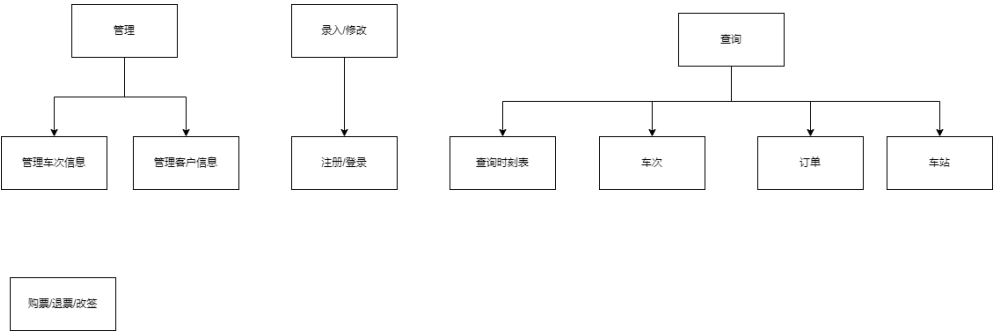 管理
录入/修改
查询
管理车次信息
管理客户信息
注册/登录
查询时刻表
车次
订单
车站
购票/退票/改签